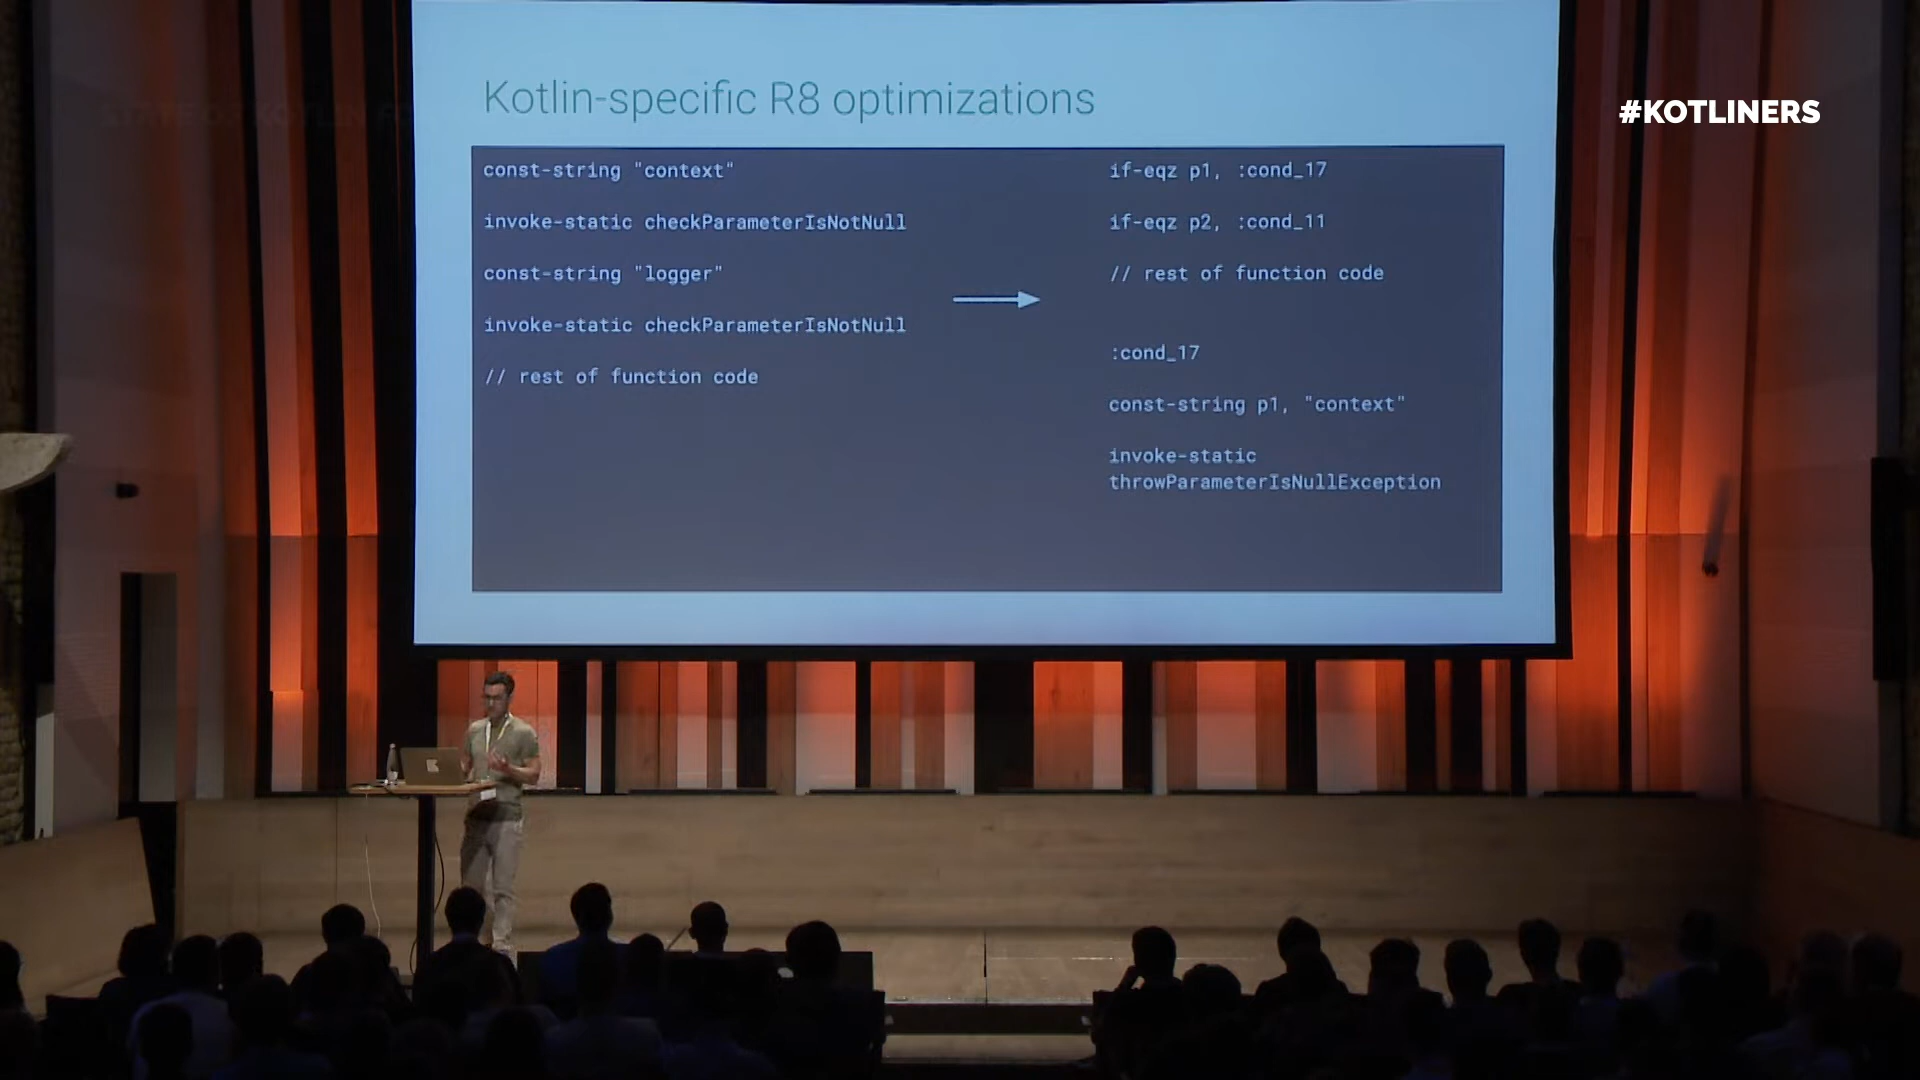 Kotlin-specific R8 optimizations
#KOTLINERS
const-string "context"
invoke-static checkParameterIsNotNull
const-string "logger"
invoke-static checkParameterIsNotNull
// rest of function code
if-eqz p1, :cond_17
if-eqz p2, :cond_11
// rest of function code
:cond_17
const-string p1, "context"
invoke-static
throwParameterIsNullException